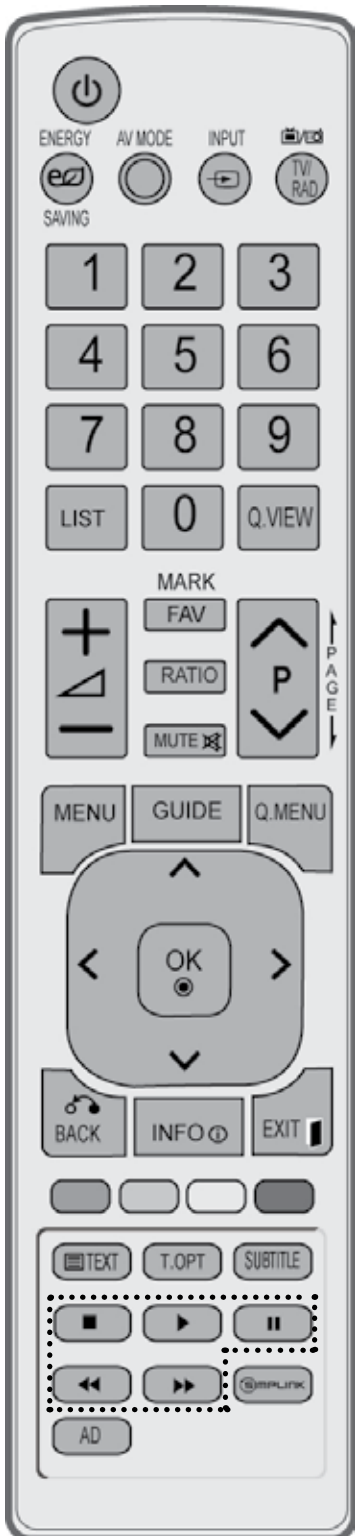 ENERGY AV MODE INPUT
TV/
RAD
SAVING
1 2 3
4 5 6
7 8 9
LIST 0 Q.VIEW
MARK
FAV
RATIO P PAGE
MUTE
MENU GUIDE Q.MENU
OK
BACK INFO EXIT
TEXT T.OPT SUBTITLE
SIMPLINK
AD